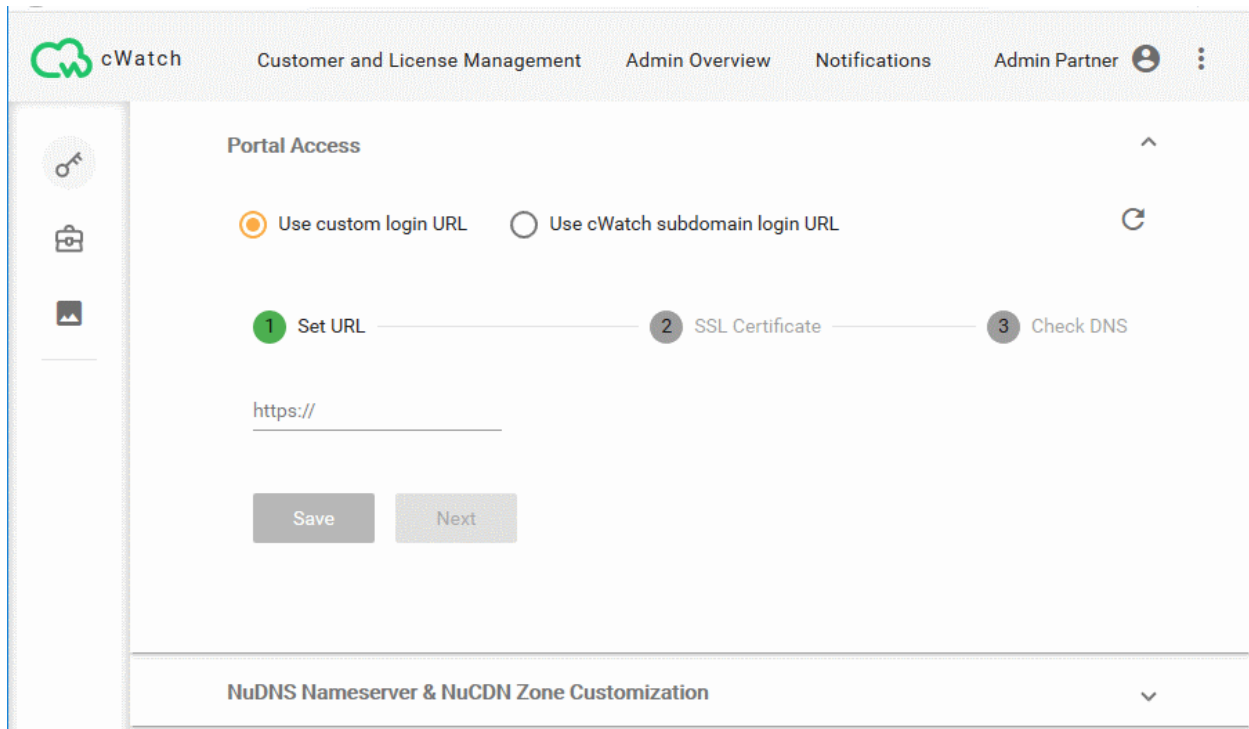 cWatch Customer and License Management Admin Overview Notifications Admin Partner
Portal Access
Use custom login URL Use cWatch subdomain login URL
1 Set URL 2 SSL Certificate 3 Check DNS
https://
Save Next
NuDNS Nameserver & NuCDN Zone Customization